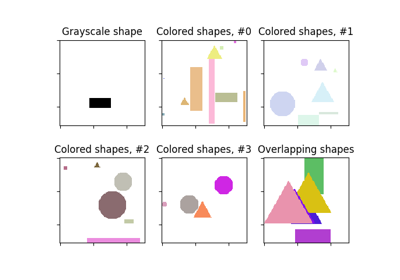 Grayscale shape
Colored shapes, #0
Colored shapes, #1
Colored shapes, #2
Colored shapes, #3
Overlapping shapes